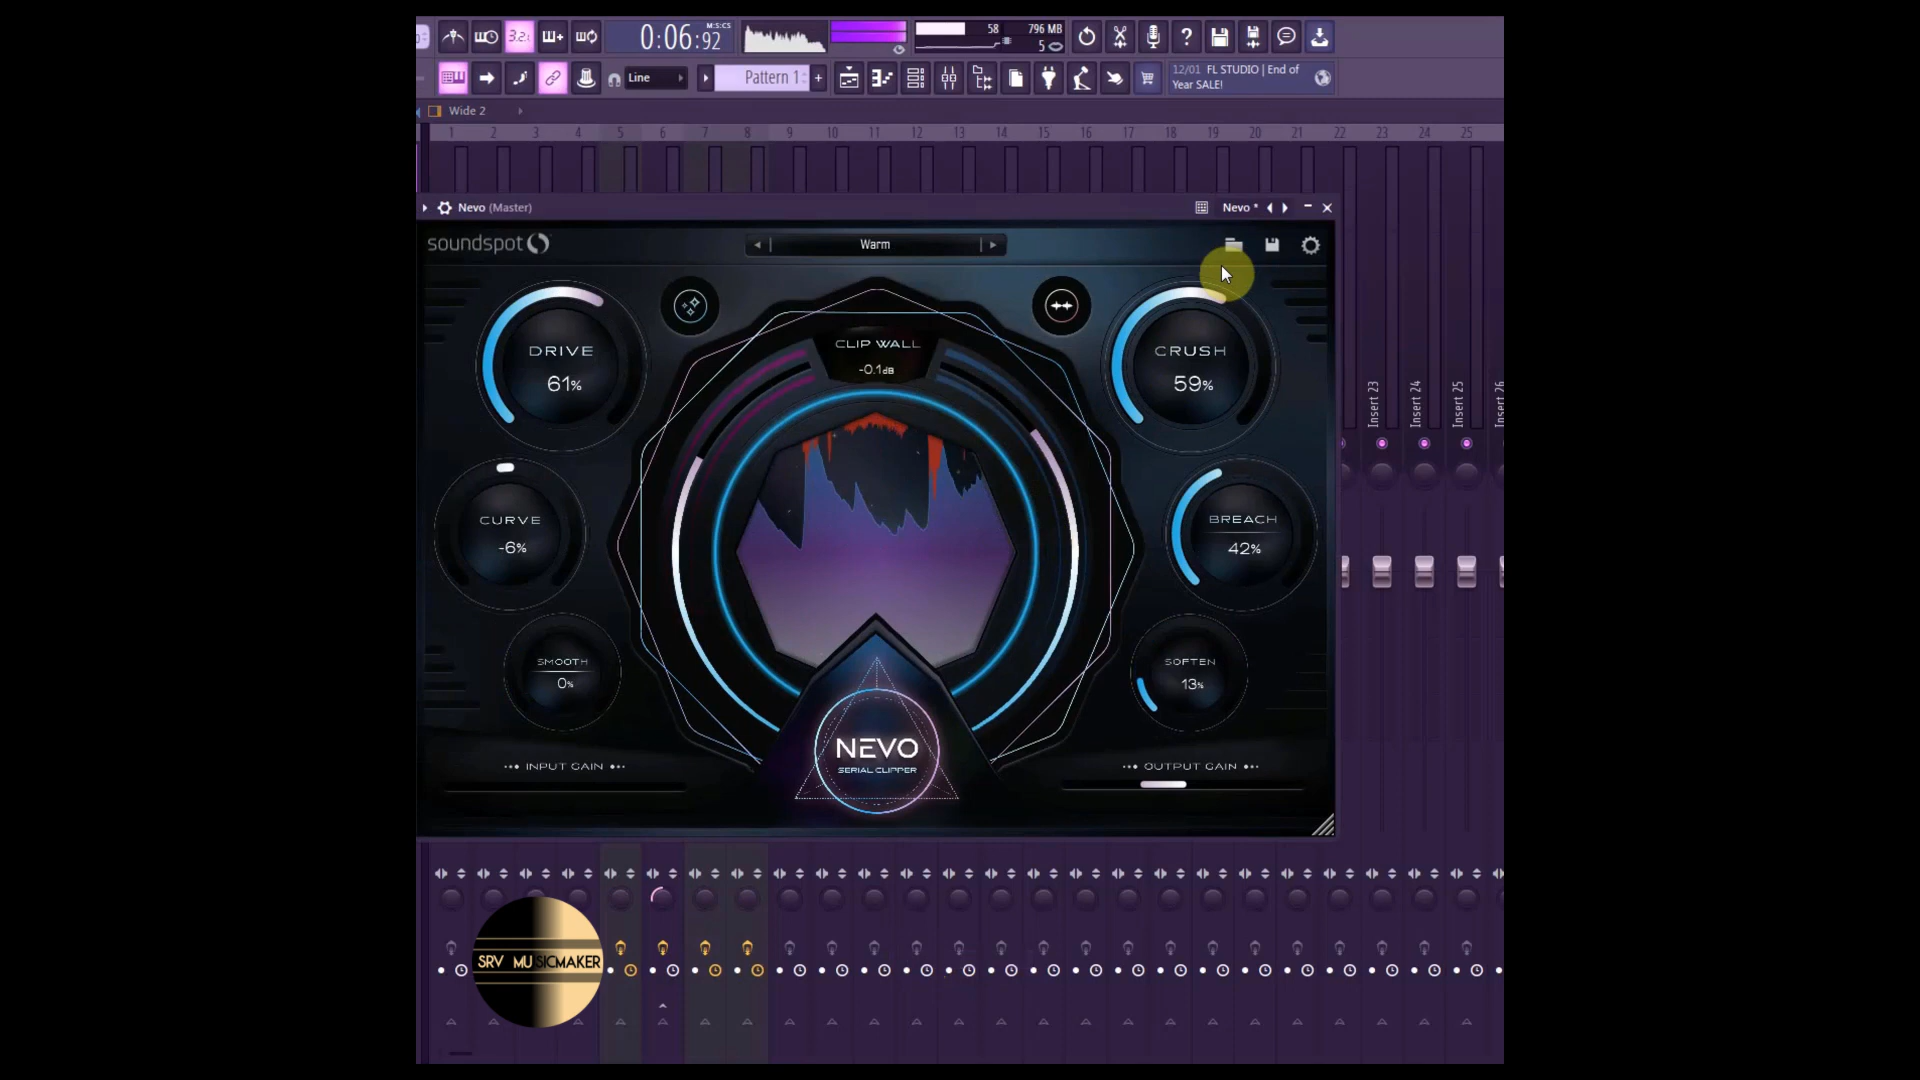 3.2.
0:06:92
M:S:CS
58
796 MB
5
Line
Pattern 1
12/01 FL STUDIO | End of
Year SALE!
Wide 2
1 2 3 4 5 6 7 8 9 10 11 12 13 14 15 16 17 18 19 20 21 22 23 24 25
Nevo (Master)
Nevo *
soundspot
Warm
DRIVE
61%
CLIP WALL
-0.1dB
CRUSH
59%
CURVE
-6%
BREACH
42%
SMOOTH
0%
SOFTEN
13%
NEVO
SERIAL CLIPPER
INPUT GAIN
OUTPUT GAIN
Insert 23
Insert 24
Insert 25
SRV MUSICMAKER